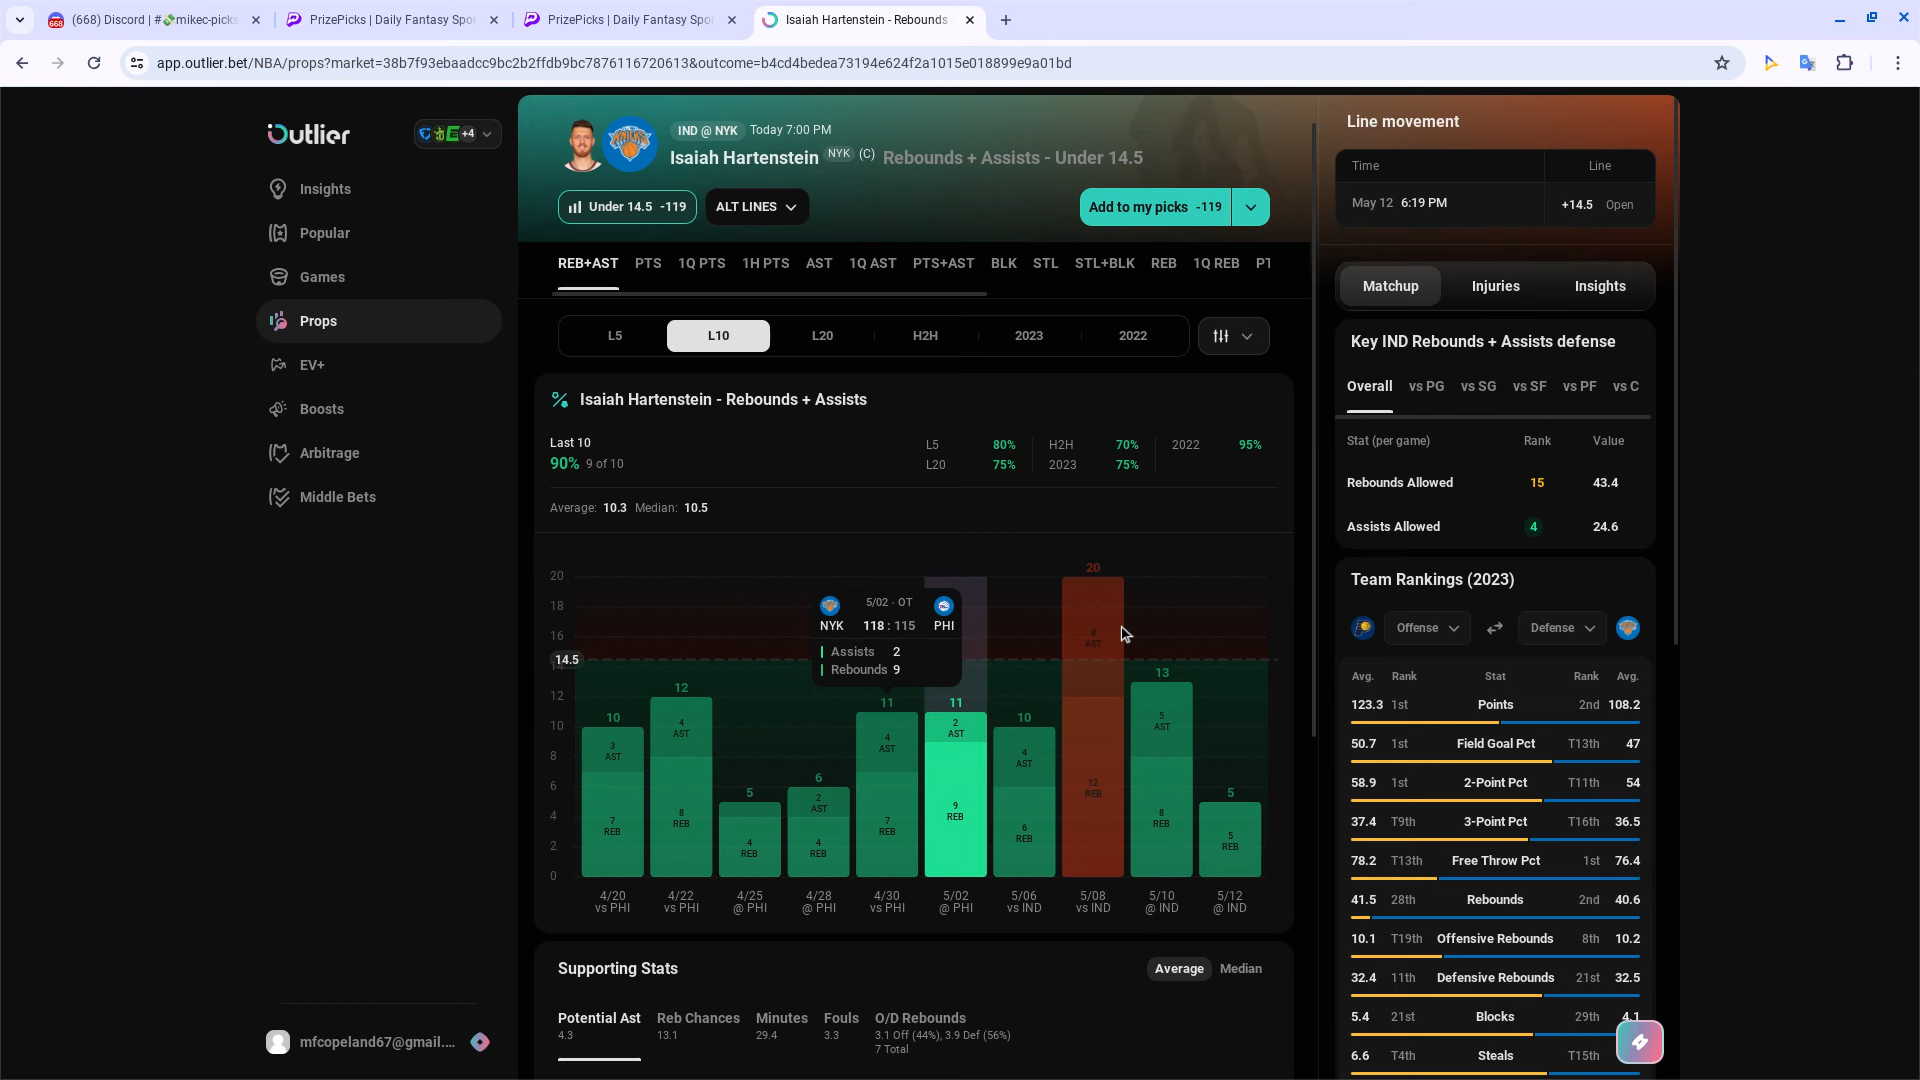 (668) Discord | #💸mikec-picks
PrizePicks | Daily Fantasy Spor
PrizePicks | Daily Fantasy Spor
Isaiah Hartenstein - Rebounds
app.outlier.bet/NBA/props?market=38b7f93ebaadcc9bc2b2ffdb9bc7876116720613&outcome=b4cd4bedea73194e624f2a1015e018899e9a01bd
Outlier
+4
Insights
Popular
Games
Props
EV+
Boosts
Arbitrage
Middle Bets
mfcopeland67@gmail....
IND @ NYK Today 7:00 PM
Isaiah Hartenstein NYK (C) Rebounds + Assists - Under 14.5
Under 14.5 -119 ALT LINES Add to my picks -119
REB+AST PTS 1Q PTS 1H PTS AST 1Q AST PTS+AST BLK STL STL+BLK REB 1Q REB PT
L5 L10 L20 H2H 2023 2022
Isaiah Hartenstein - Rebounds + Assists
Last 10
90% 9 of 10
L5 80% H2H 70% 2022 95%
L20 75% 2023 75%
Average: 10.3 Median: 10.5
20
18
16
14.5
12
10
8
6
4
2
0
5/02 · OT
NYK 118 : 115 PHI
Assists 2
Rebounds 9
10
3
AST
7
REB
12
4
AST
8
REB
5
4
REB
6
2
AST
4
REB
11
4
AST
7
REB
11
2
AST
9
REB
10
4
AST
6
REB
20
8
AST
12
REB
13
5
AST
8
REB
5
5
REB
4/20 4/22 4/25 4/28 4/30 5/02 5/06 5/08 5/10 5/12
vs PHI vs PHI @ PHI @ PHI vs PHI @ PHI vs IND vs IND @ IND @ IND
Supporting Stats
Average Median
Potential Ast Reb Chances Minutes Fouls O/D Rebounds
4.3 13.1 29.4 3.3 3.1 Off (44%), 3.9 Def (56%)
7 Total
Line movement
Time Line
May 12 6:19 PM +14.5 Open
Matchup Injuries Insights
Key IND Rebounds + Assists defense
Overall vs PG vs SG vs SF vs PF vs C
Stat (per game) Rank Value
Rebounds Allowed 15 43.4
Assists Allowed 4 24.6
Team Rankings (2023)
Offense Defense
Avg. Rank Stat Rank Avg.
123.3 1st Points 2nd 108.2
50.7 1st Field Goal Pct T13th 47
58.9 1st 2-Point Pct T11th 54
37.4 T9th 3-Point Pct T16th 36.5
78.2 T13th Free Throw Pct 1st 76.4
41.5 28th Rebounds 2nd 40.6
10.1 T19th Offensive Rebounds 8th 10.2
32.4 11th Defensive Rebounds 21st 32.5
5.4 21st Blocks 29th 4.1
6.6 T4th Steals T15th